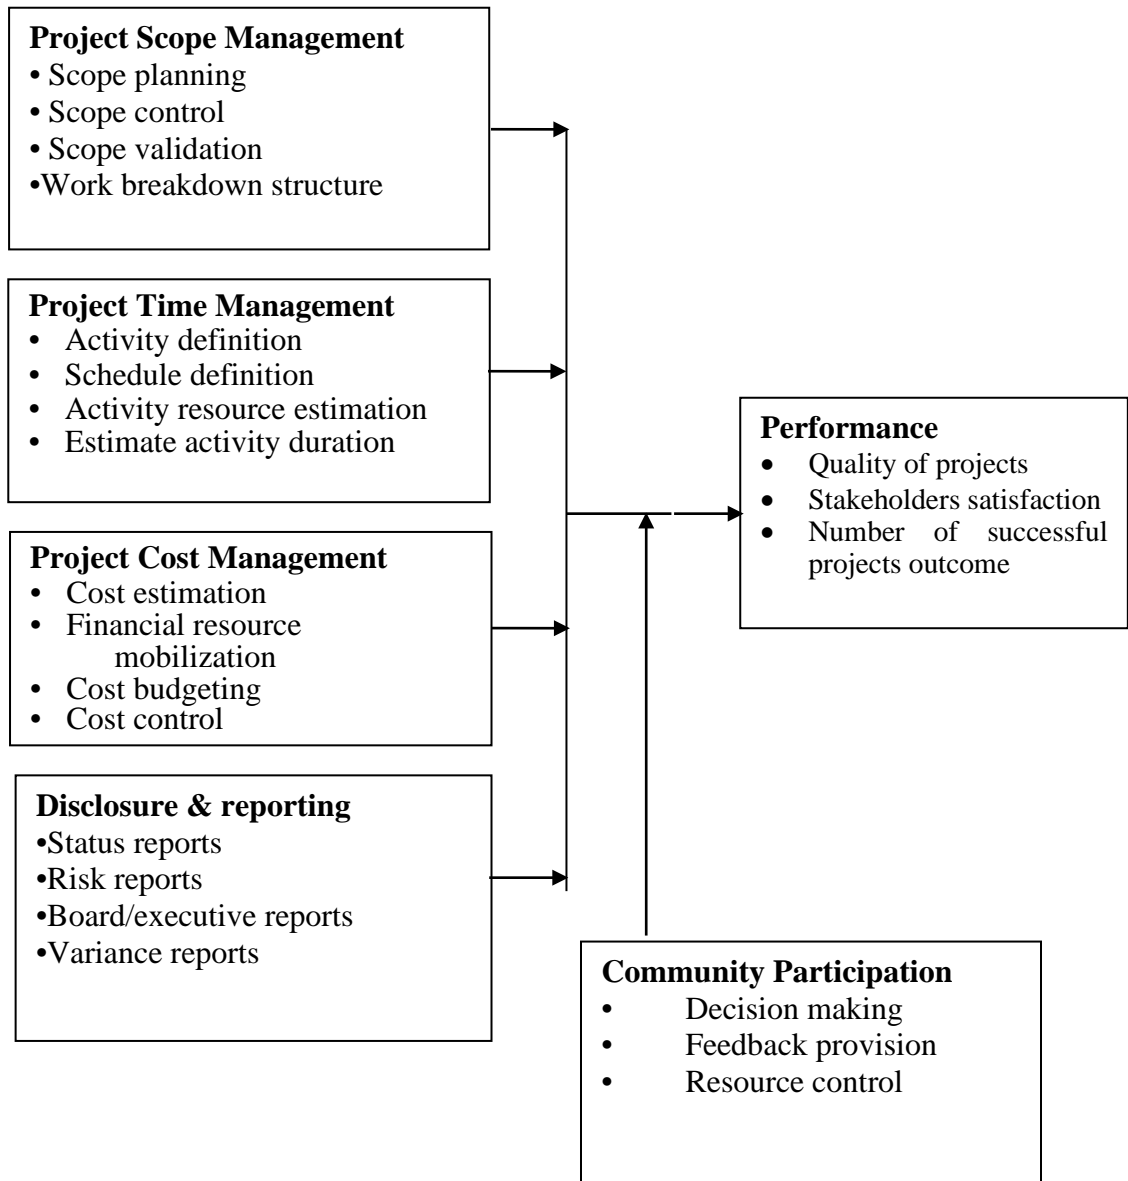 Project Scope Management
• Scope planning
• Scope control
• Scope validation
•Work breakdown structure
Project Time Management
• Activity definition
• Schedule definition
• Activity resource estimation
• Estimate activity duration
Project Cost Management
• Cost estimation
• Financial resource
mobilization
• Cost budgeting
• Cost control
Disclosure & reporting
•Status reports
•Risk reports
•Board/executive reports
•Variance reports
Performance
• Quality of projects
• Stakeholders satisfaction
• Number of successful
projects outcome
Community Participation
• Decision making
• Feedback provision
• Resource control